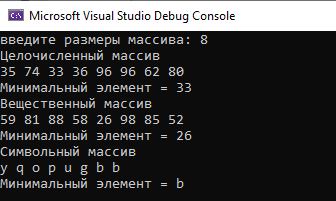 Microsoft Visual Studio Debug Console
введите размеры массива: 8
Целочисленный массив
35 74 33 36 96 96 62 80
Минимальный элемент = 33
Вещественный массив
59 81 88 58 26 98 85 52
Минимальный элемент = 26
Символьный массив
y q o p u g b b
Минимальный элемент = b